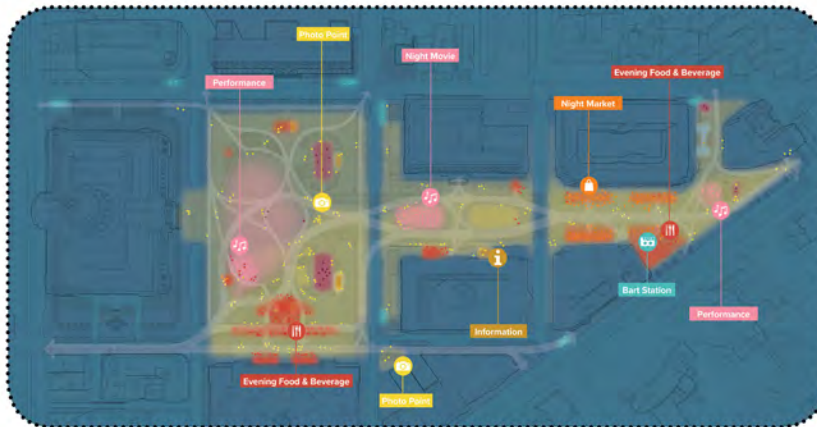 Photo Point
Night Movie
Performance
Evening Food & Beverage
Night Market
Bart Station
Performance
Information
Evening Food & Beverage
Photo Point